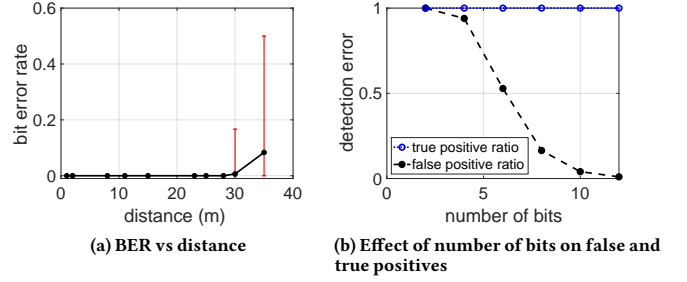 0.6
0.4
0.2
0
bit error rate
0
10
20
30
40
distance (m)
(a) BER vs distance
1
0.5
0
detection error
true positive ratio
false positive ratio
0
5
10
number of bits
(b) Effect of number of bits on false and
true positives